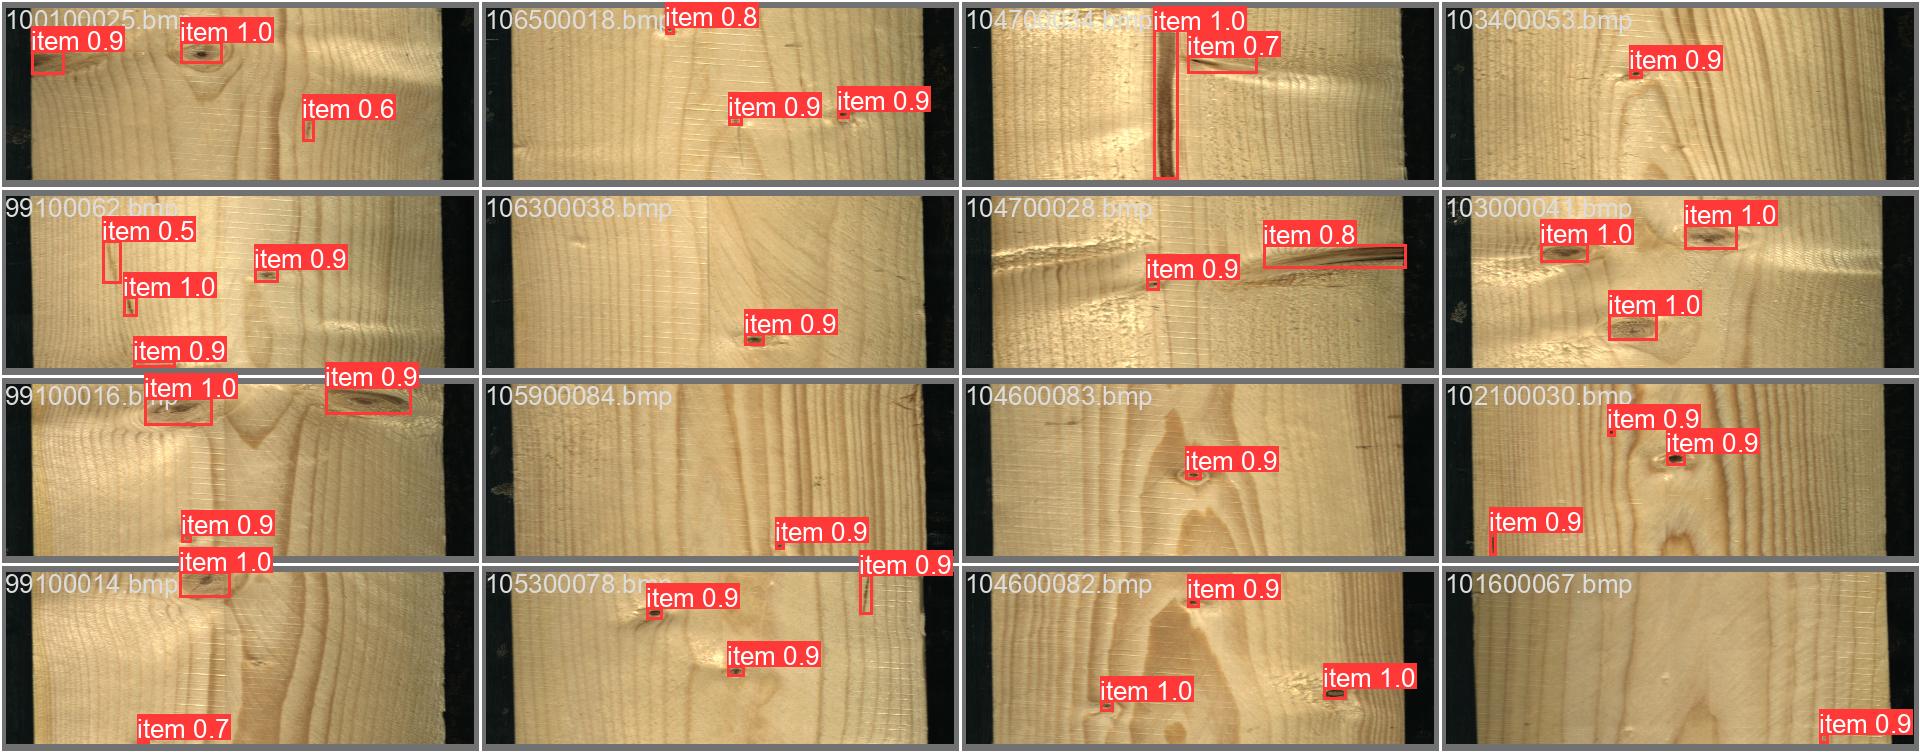 100100025.bmp
item 0.9
item 1.0
item 0.6
106500018.bmp
item 0.8
item 0.9
item 0.9
104700034.bmp
item 1.0
item 0.7
103400053.bmp
item 0.9
99100062.bmp
item 0.5
item 0.9
item 1.0
item 0.9
106300038.bmp
item 0.9
104700028.bmp
item 0.8
item 0.9
103000041.bmp
item 1.0
item 1.0
item 1.0
99100016.bmp
item 1.0
item 0.9
item 0.9
105900084.bmp
item 0.9
104600083.bmp
item 0.9
102100030.bmp
item 0.9
item 0.9
item 0.9
99100014.bmp
item 1.0
item 0.7
105300078.bmp
item 0.9
item 0.9
item 0.9
104600082.bmp
item 0.9
item 1.0
item 1.0
101600067.bmp
item 0.9